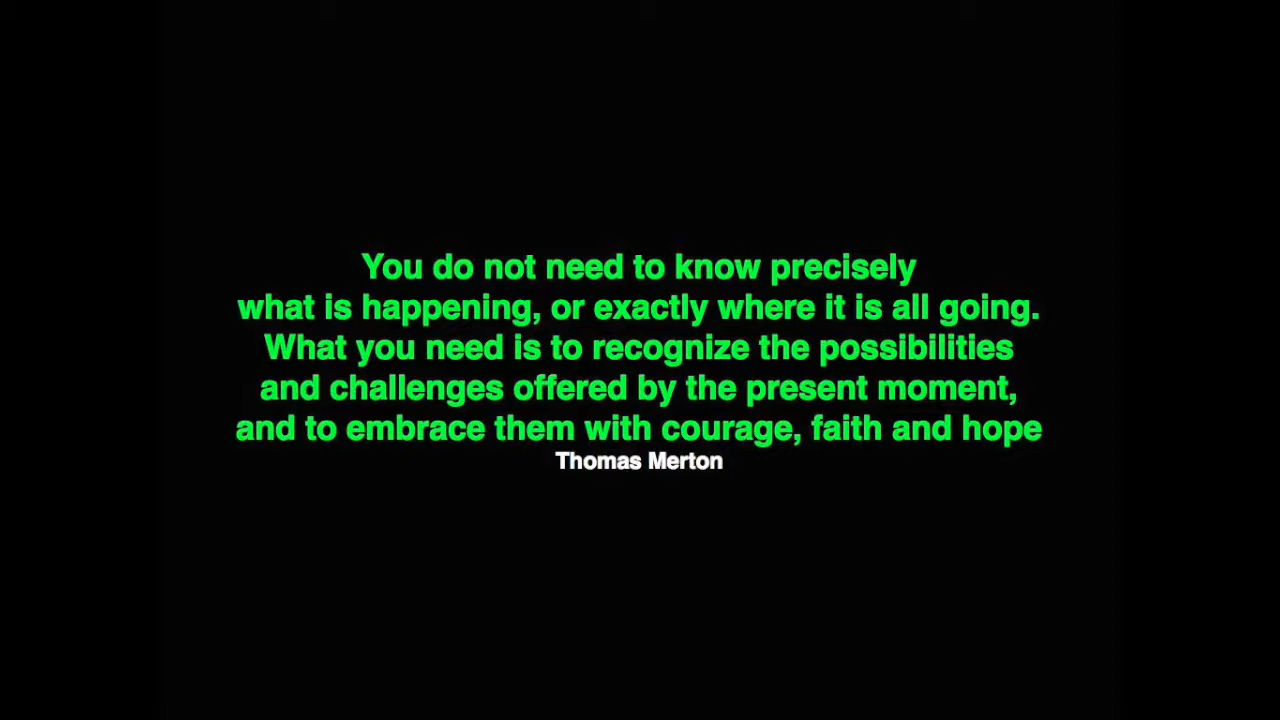 You do not need to know precisely
what is happening, or exactly where it is all going.
What you need is to recognize the possibilities
and challenges offered by the present moment,
and to embrace them with courage, faith and hope
Thomas Merton